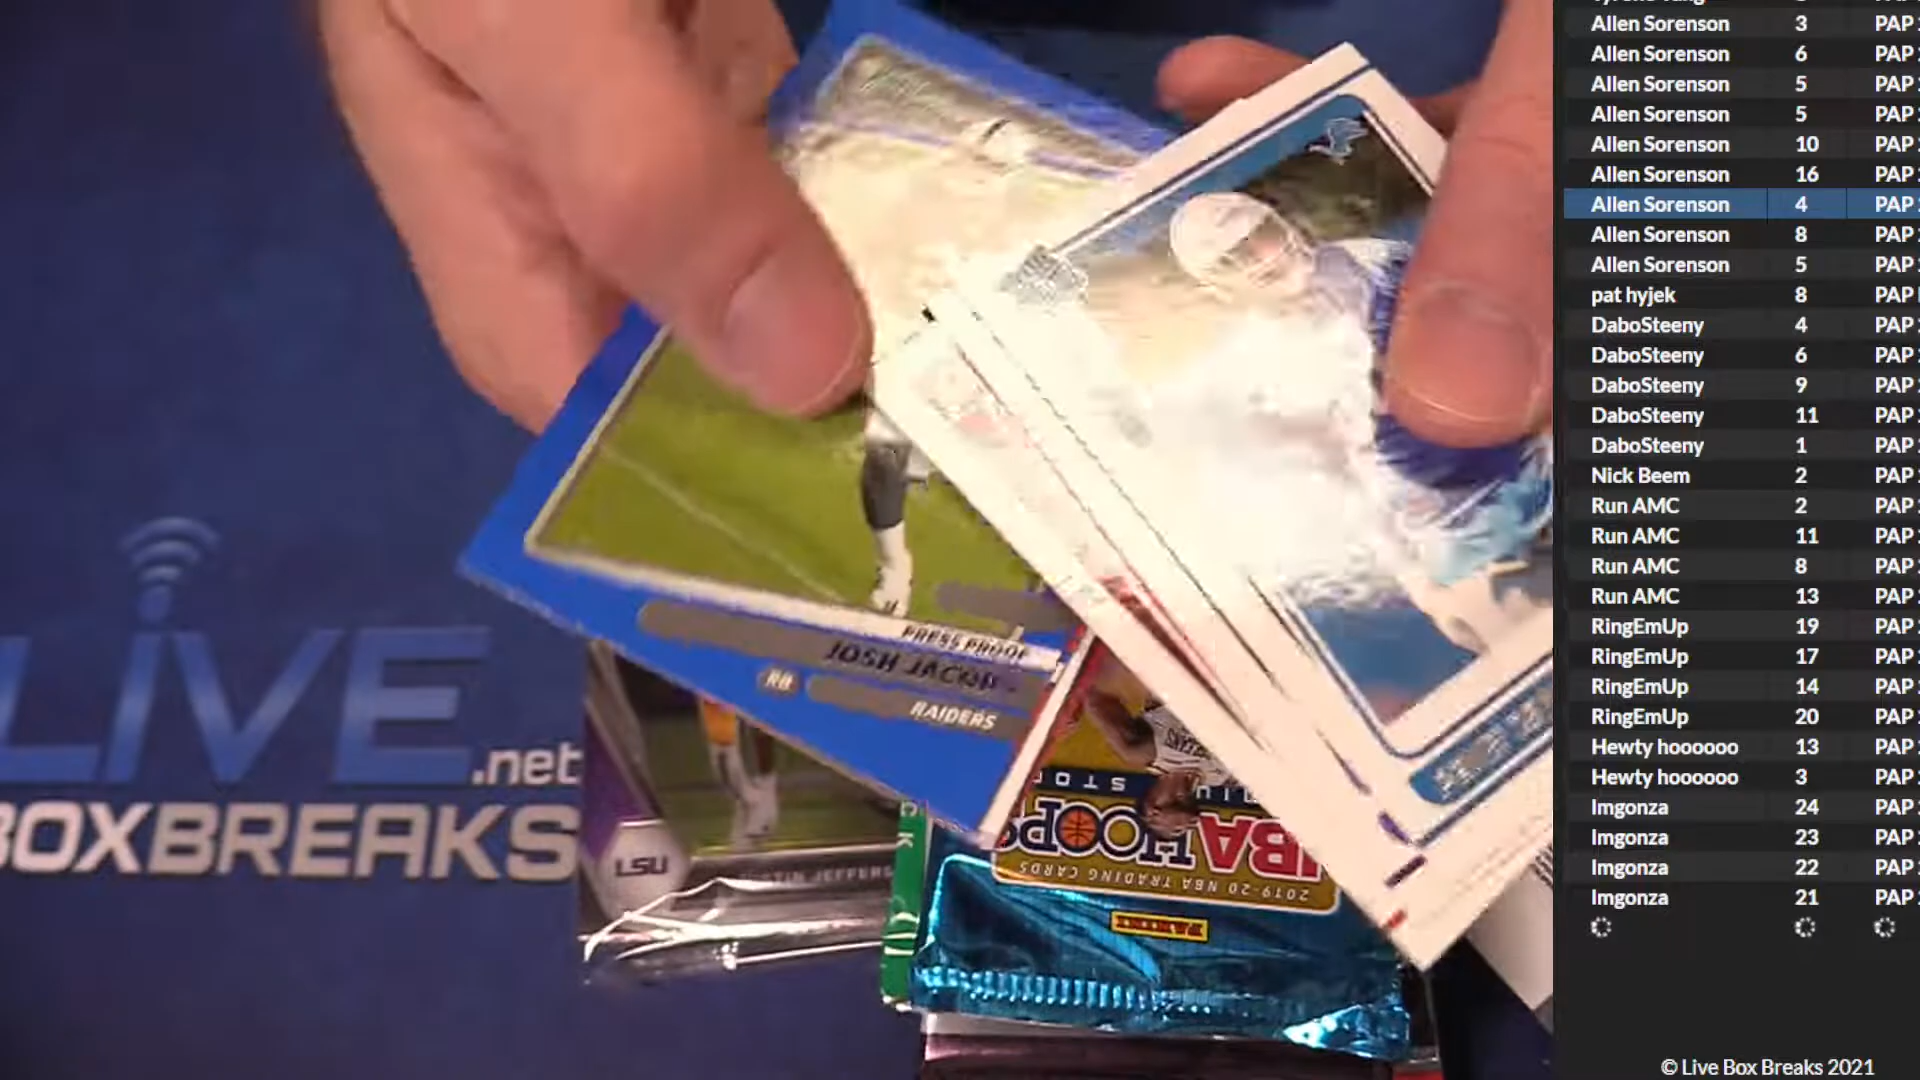 Allen Sorenson 3 PAP
Allen Sorenson 6 PAP
Allen Sorenson 5 PAP
Allen Sorenson 5 PAP
Allen Sorenson 10 PAP
Allen Sorenson 16 PAP
Allen Sorenson 4 PAP
Allen Sorenson 8 PAP
Allen Sorenson 5 PAP
pat hyjek 8 PAP
DaboSteeny 4 PAP
DaboSteeny 6 PAP
DaboSteeny 9 PAP
DaboSteeny 11 PAP
DaboSteeny 1 PAP
Nick Beem 2 PAP
Run AMC 2 PAP
Run AMC 11 PAP
Run AMC 8 PAP
Run AMC 13 PAP
RingEmUp 19 PAP
RingEmUp 17 PAP
RingEmUp 14 PAP
RingEmUp 20 PAP
Hewty hoooooo 13 PAP
Hewty hoooooo 3 PAP
Imgonza 24 PAP
Imgonza 23 PAP
Imgonza 22 PAP
Imgonza 21 PAP
© Live Box Breaks 2021
PRESS PROOF
JOSH
RB
RAIDERS
LIVE
.net
BOXBREAKS
LSU
NBA HOOPS
2019-20 NBA TRADING CARDS
PANINI